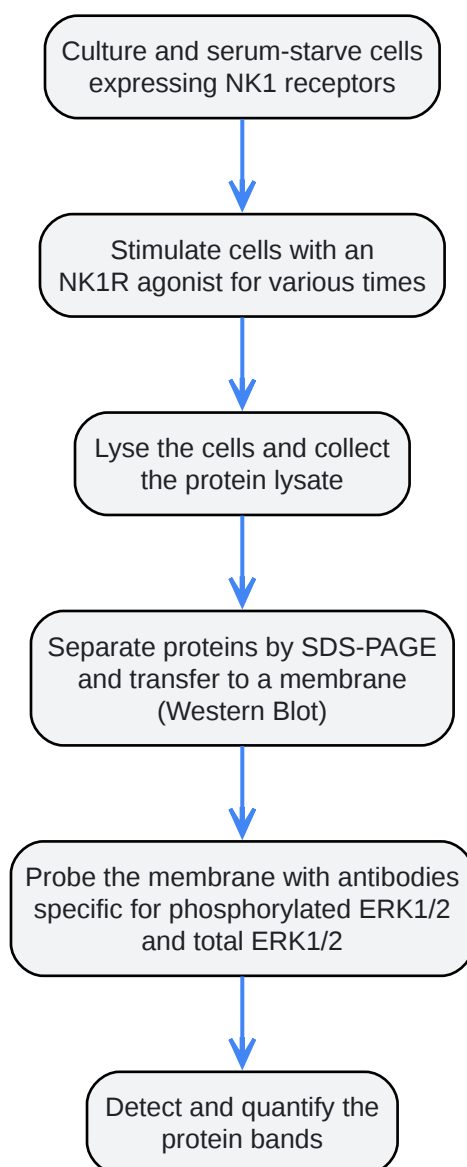 Culture and serum-starve cells
expressing NK1 receptors
Stimulate cells with an
NK1R agonist for various times
Lyse the cells and collect
the protein lysate
Separate proteins by SDS-PAGE
and transfer to a membrane
(Western Blot)
Probe the membrane with antibodies
specific for phosphorylated ERK1/2
and total ERK1/2
Detect and quantify the
protein bands